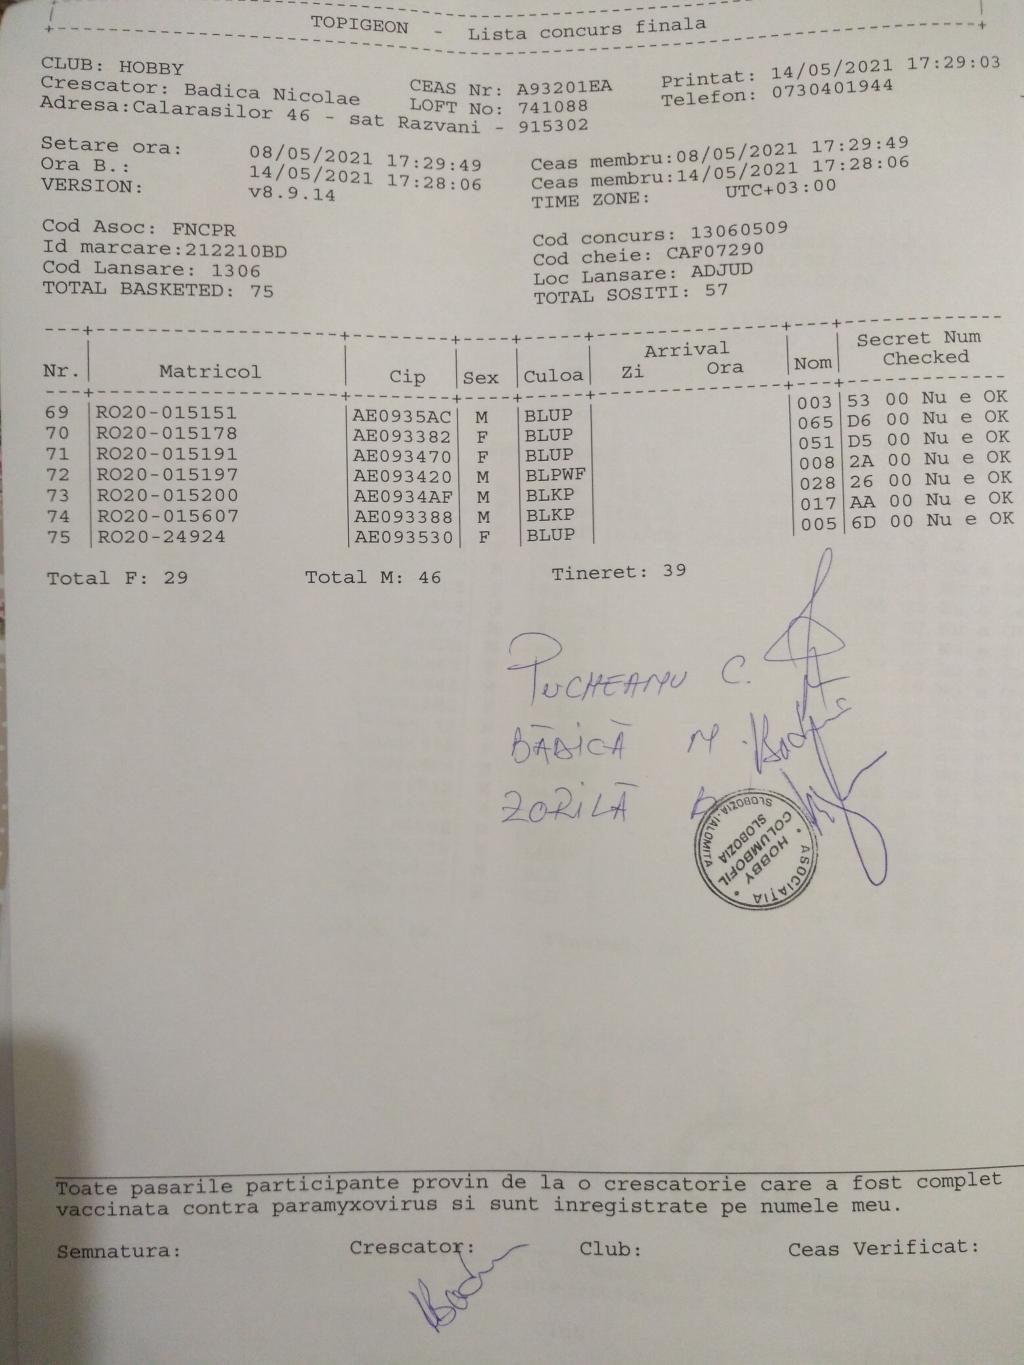 TOPIGEON - Lista concurs finala
CLUB: HOBBY
Crescator: Badica Nicolae CEAS Nr: A93201EA Printat: 14/05/2021 17:29:03
Adresa:Calarasilor 46 - sat Razvani - 915302 LOFT No: 741088 Telefon: 0730401944
Setare ora: 08/05/2021 17:29:49 Ceas membru:08/05/2021 17:29:49
Ora B.: 14/05/2021 17:28:06 Ceas membru:14/05/2021 17:28:06
VERSION: v8.9.14 TIME ZONE: UTC+03:00
Cod Asoc: FNCPR Cod concurs: 13060509
Id marcare:212210BD Cod cheie: CAF07290
Cod Lansare: 1306 Loc Lansare: ADJUD
TOTAL BASKETED: 75 TOTAL SOSITI: 57
Arrival Secret Num
Nr. Matricol Cip Sex Culoa Zi Ora Nom Checked
69 RO20-015151 AE0935AC M BLUP 003 53 00 Nu e OK
70 RO20-015178 AE093382 F BLUP 065 D6 00 Nu e OK
71 RO20-015191 AE093470 F BLUP 051 D5 00 Nu e OK
72 RO20-015197 AE093420 M BLPWF 008 2A 00 Nu e OK
73 RO20-015200 AE0934AF M BLKP 028 26 00 Nu e OK
74 RO20-015607 AE093388 M BLKP 017 AA 00 Nu e OK
75 RO20-24924 AE093530 F BLUP 005 6D 00 Nu e OK
Total F: 29 Total M: 46 Tineret: 39
PUCHEANU C.
BĂDICĂ M.
ZORILĂ
ASOCIAȚIA
HOBBY
COLUMBOFIL
SLOBOZIA
SLOBOZIA, IALOMITA
Toate pasarile participante provin de la o crescatorie care a fost complet
vaccinata contra paramyxovirus si sunt inregistrate pe numele meu.
Semnatura: Crescator: Club: Ceas Verificat: